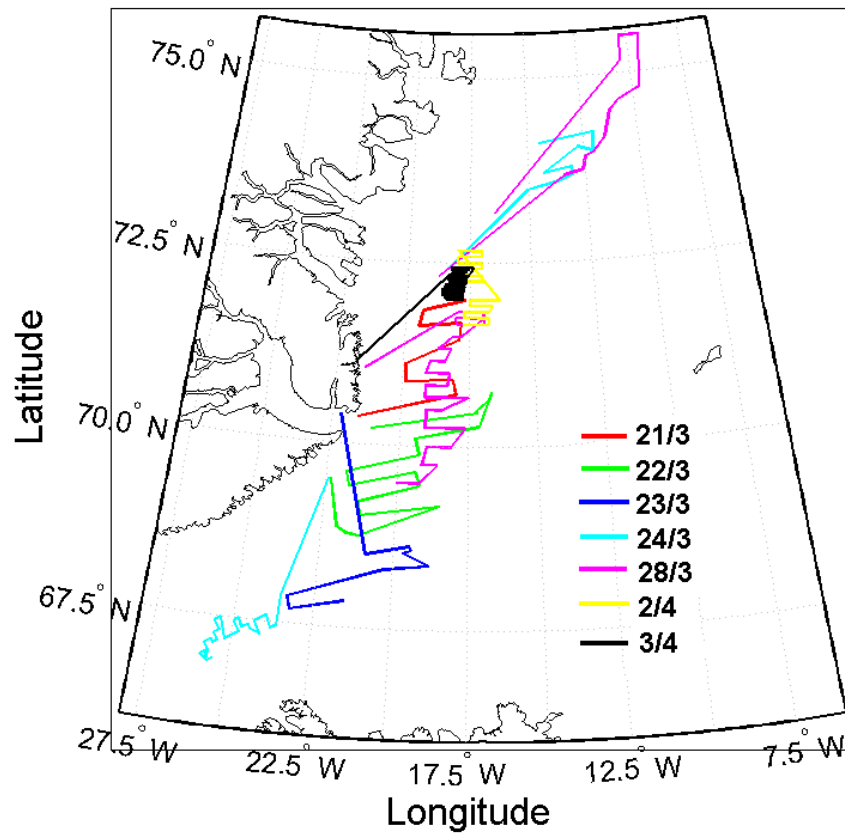 75.0° N
72.5° N
70.0° N
67.5° N
Latitude
21/3
22/3
23/3
24/3
28/3
2/4
3/4
27.5° W
22.5° W
17.5° W
12.5° W
7.5° W
Longitude